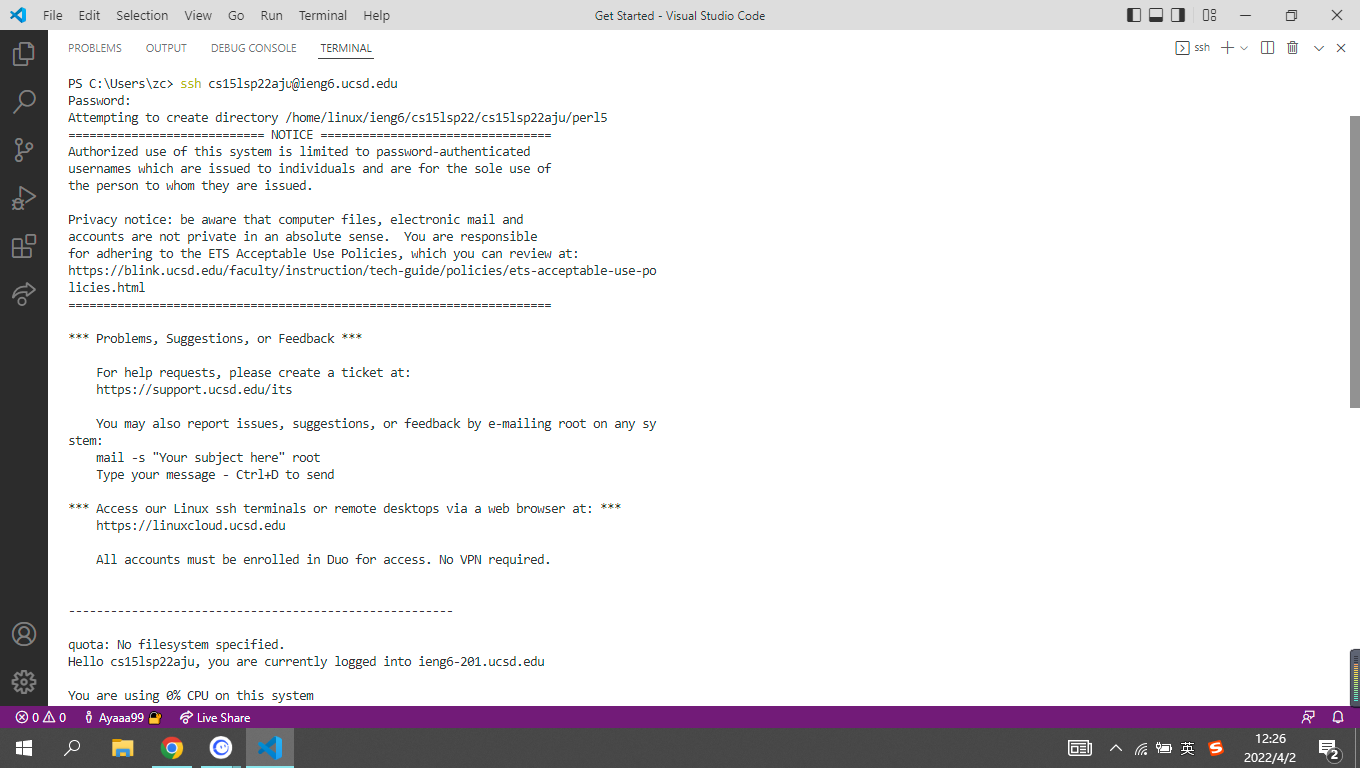 File Edit Selection View Go Run Terminal Help Get Started - Visual Studio Code
PROBLEMS OUTPUT DEBUG CONSOLE TERMINAL ssh
PS C:\Users\zc> ssh cs15lsp22aju@ieng6.ucsd.edu
Password:
Attempting to create directory /home/linux/ieng6/cs15lsp22/cs15lsp22aju/perl5
============================ NOTICE =================================
Authorized use of this system is limited to password-authenticated
usernames which are issued to individuals and are for the sole use of
the person to whom they are issued.
Privacy notice: be aware that computer files, electronic mail and
accounts are not private in an absolute sense.  You are responsible
for adhering to the ETS Acceptable Use Policies, which you can review at:
https://blink.ucsd.edu/faculty/instruction/tech-guide/policies/ets-acceptable-use-po
licies.html
=====================================================================
*** Problems, Suggestions, or Feedback ***
For help requests, please create a ticket at:
https://support.ucsd.edu/its
You may also report issues, suggestions, or feedback by e-mailing root on any sy
stem:
mail -s "Your subject here" root
Type your message - Ctrl+D to send
*** Access our Linux ssh terminals or remote desktops via a web browser at: ***
https://linuxcloud.ucsd.edu
All accounts must be enrolled in Duo for access. No VPN required.
-------------------------------------------------------
quota: No filesystem specified.
Hello cs15lsp22aju, you are currently logged into ieng6-201.ucsd.edu
You are using 0% CPU on this system
0 0 Ayaaa99 Live Share
英 12:26
2022/4/2 2